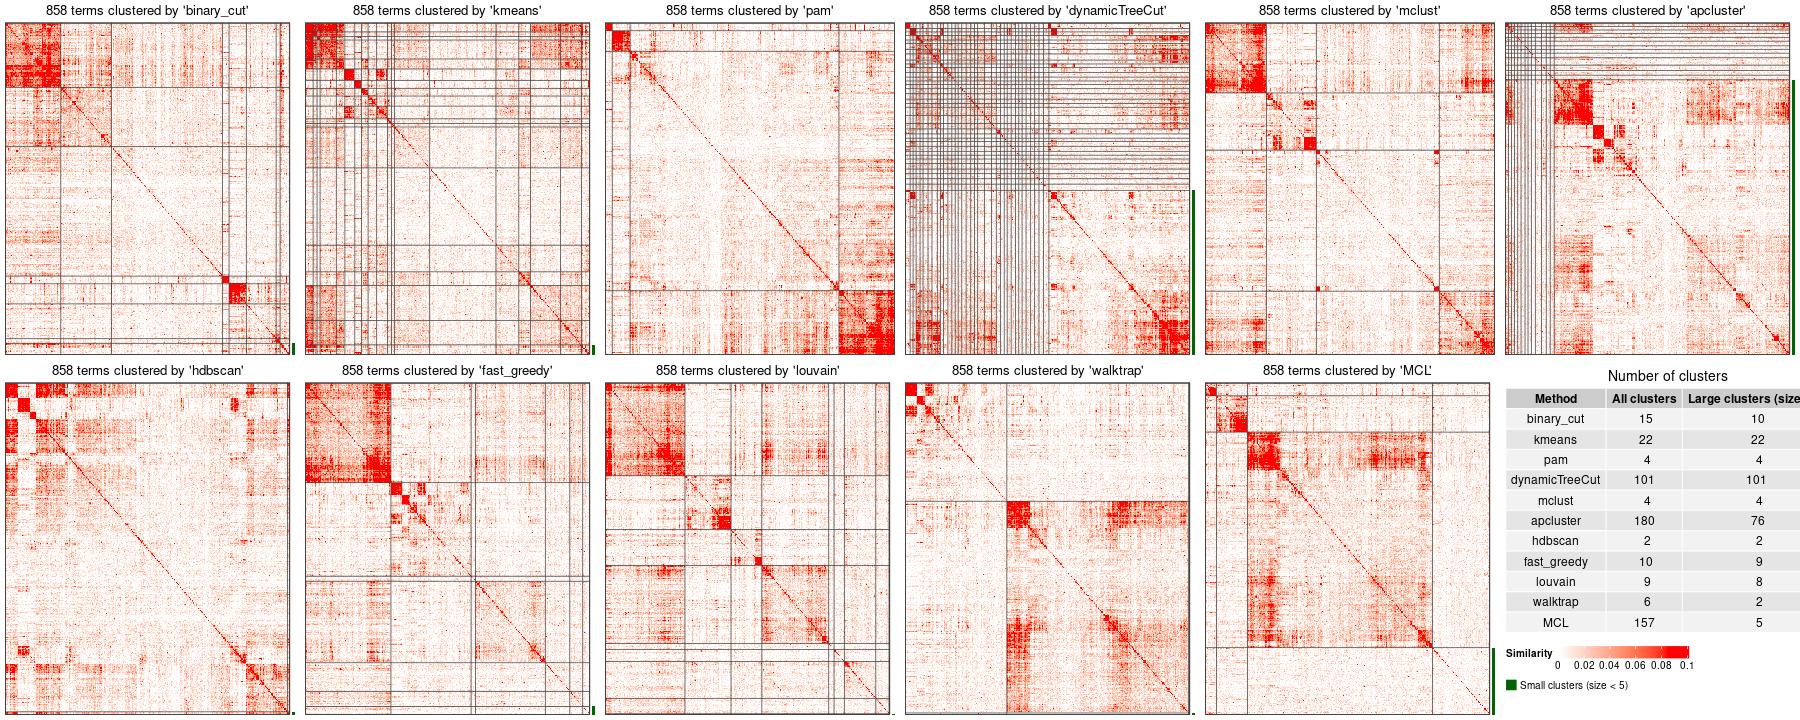 858 terms clustered by 'binary_cut'
858 terms clustered by 'kmeans'
858 terms clustered by 'pam'
858 terms clustered by 'dynamicTreeCut'
858 terms clustered by 'mclust'
858 terms clustered by 'apcluster'
858 terms clustered by 'hdbscan'
858 terms clustered by 'fast_greedy'
858 terms clustered by 'louvain'
858 terms clustered by 'walktrap'
858 terms clustered by 'MCL'
Number of clusters
Method All clusters Large clusters (size
binary_cut 15 10
kmeans 22 22
pam 4 4
dynamicTreeCut 101 101
mclust 4 4
apcluster 180 76
hdbscan 2 2
fast_greedy 10 9
louvain 9 8
walktrap 6 2
MCL 157 5
Similarity
0 0.02 0.04 0.06 0.08 0.1
Small clusters (size < 5)